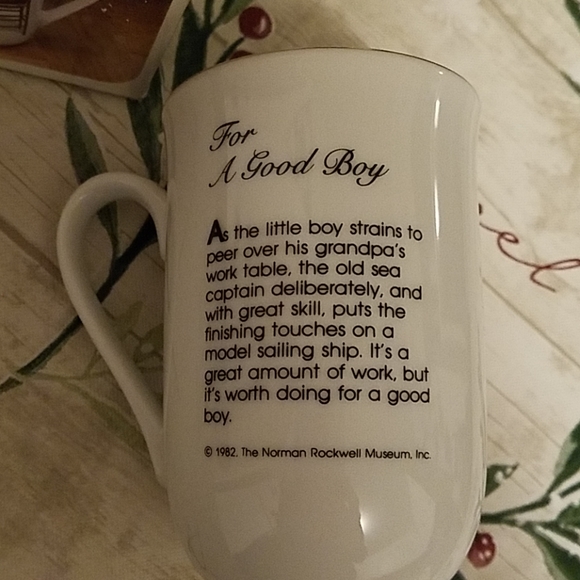 For
A Good Boy
As the little boy strains to
peer over his grandpa's
work table, the old sea
captain deliberately, and
with great skill, puts the
finishing touches on a
model sailing ship. It's a
great amount of work, but
it's worth doing for a good
boy.
© 1982, The Norman Rockwell Museum, Inc.